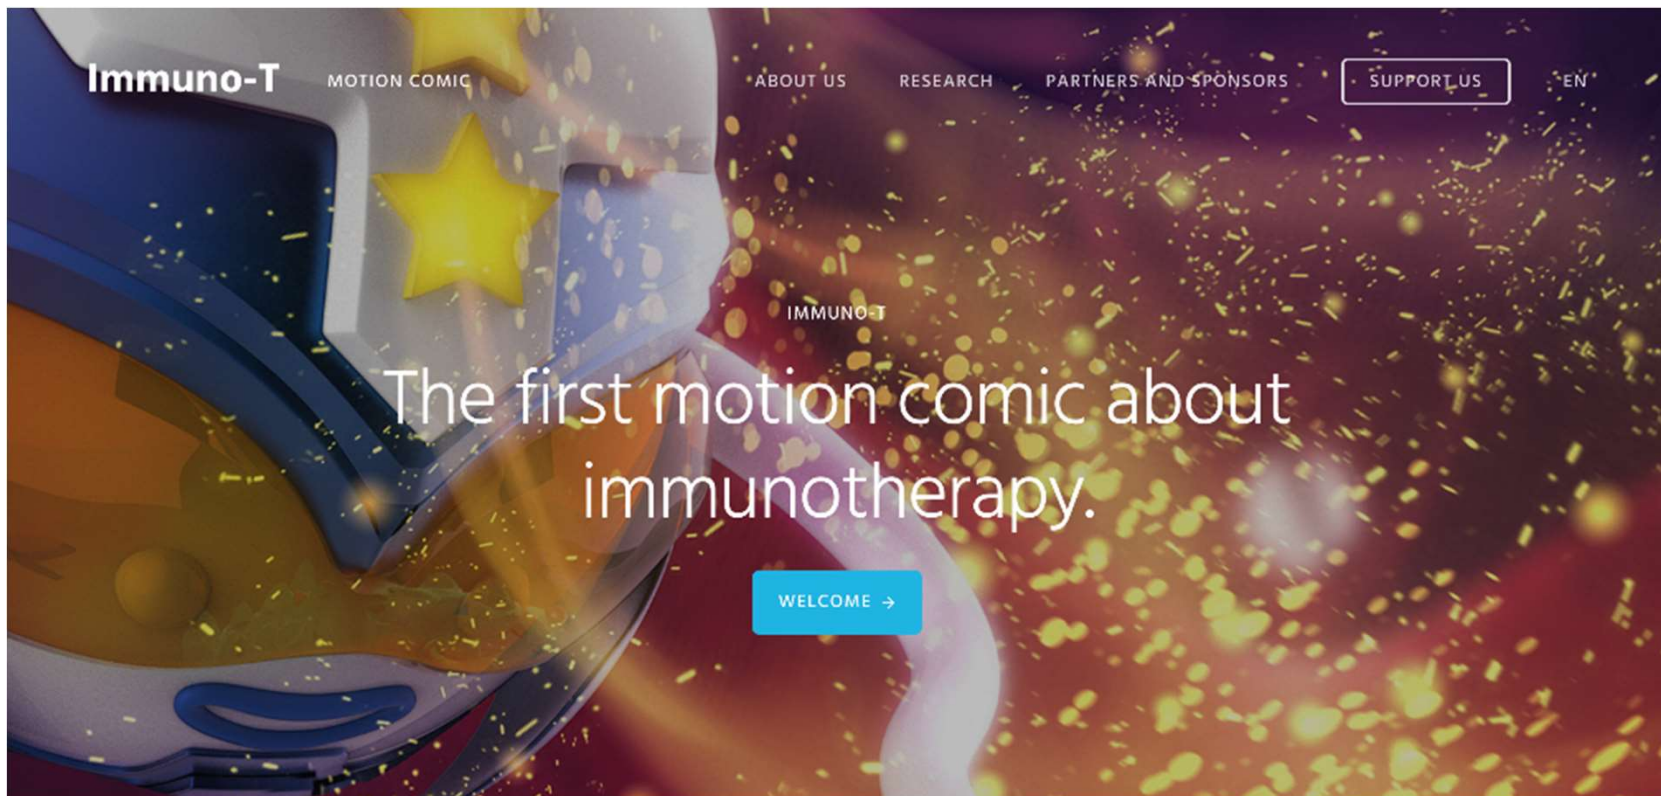 Immuno-T MOTION COMIC ABOUT US RESEARCH PARTNERS AND SPONSORS SUPPORT US EN
IMMUNO-T
The first motion comic about
immunotherapy.
WELCOME →